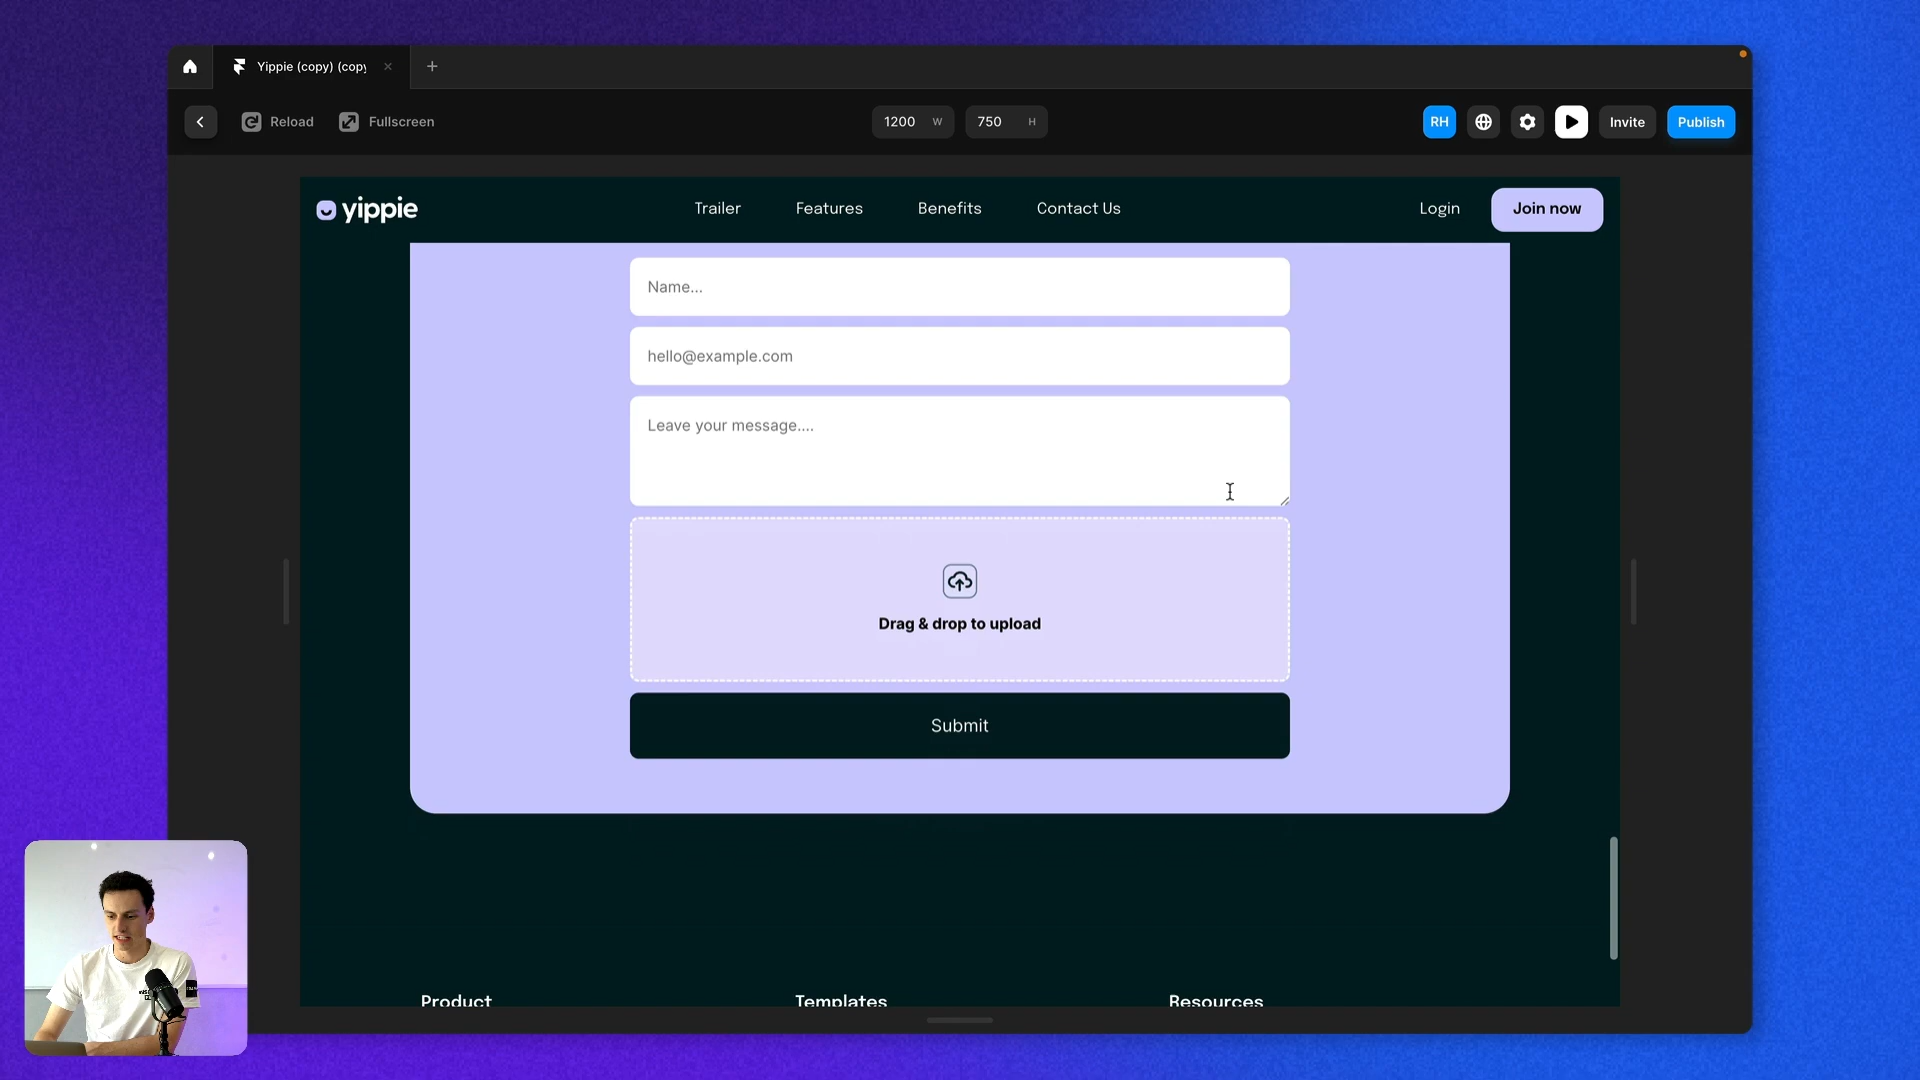 Yippie (copy) (copy
Reload
Fullscreen
1200 W
750 H
RH
Invite
Publish
yippie
Trailer
Features
Benefits
Contact Us
Login
Join now
Name...
hello@example.com
Leave your message....
Drag & drop to upload
Submit
Product
Templates
Resources